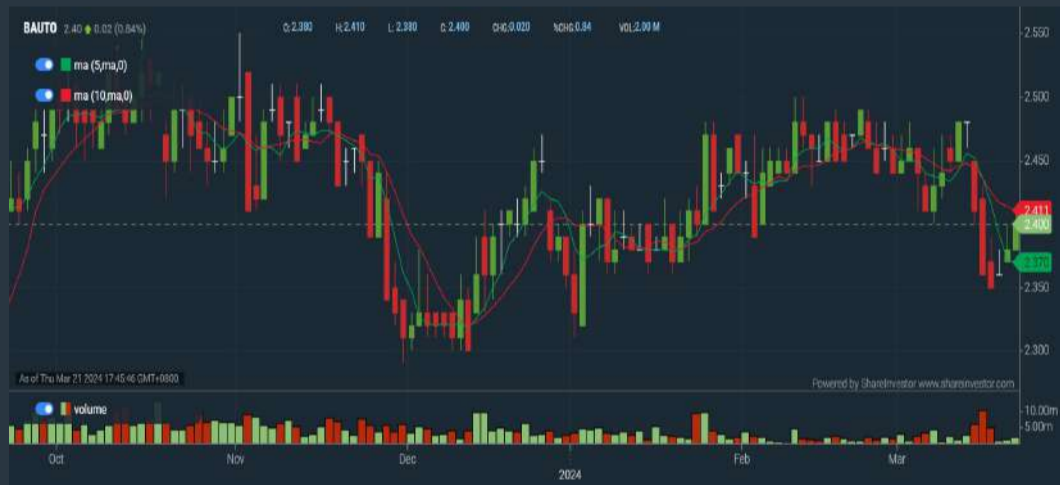 BAUTO 2.40 0.02 (0.84%) O:2.380 H:2.410 L:2.380 C:2.400 CHG:0.020 %CHG:0.84 VOL:2.00 M
ma (5,ma,0)
ma (10,ma,0)
2.550
2.500
2.450
2.411
2.400
2.370
2.350
2.300
As of Thu Mar 21 2024 17:45:46 GMT+0800
Powered by ShareInvestor www.shareinvestor.com
volume
10.00m
5.00m
Oct Nov Dec 2024 Feb Mar